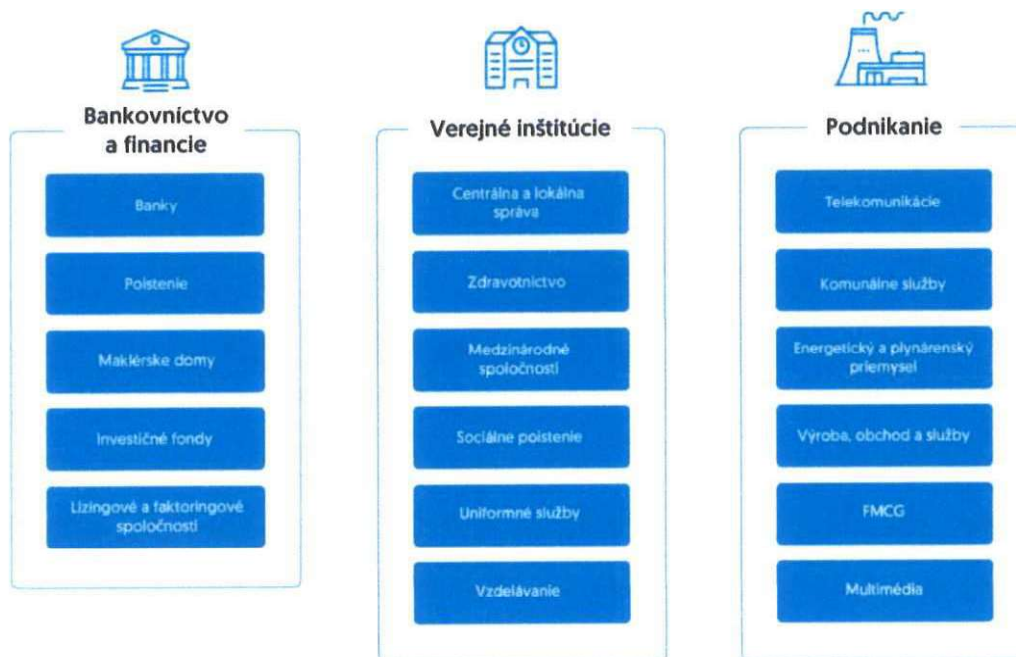 Bankovníctvo
a financie
Banky
Poistenie
Maklérske domy
Investičné fondy
Lízingové a faktoringové
spoločnosti
Verejné inštitúcie
Centrálna a lokálna
správa
Zdravotníctvo
Medzinárodné
spoločnosti
Sociálne poistenie
Uniformné služby
Vzdelávanie
Podnikanie
Telekomunikácie
Komunálne služby
Energetický a plynárenský
priemysel
Výroba, obchod a služby
FMCG
Multimédia